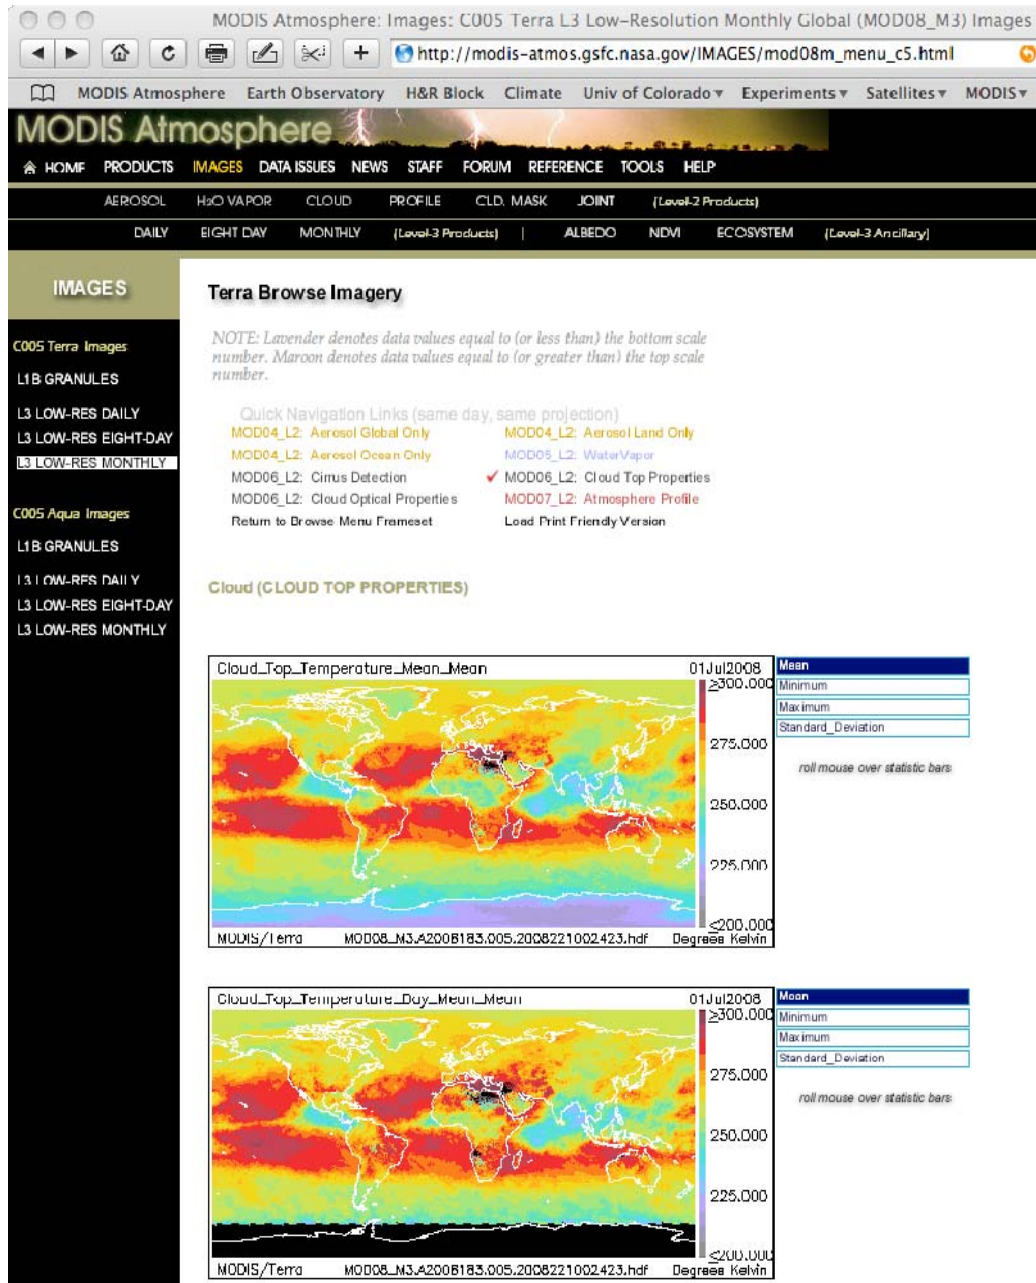 MODIS Atmosphere: Images: C005 Terra L3 Low-Resolution Monthly Global (MOD08_M3) Images
http://modis-atmos.gsfc.nasa.gov/IMAGES/mod08m_menu_c5.html
MODIS Atmosphere Earth Observatory H&R Block Climate Univ of Colorado Experiments Satellites MODIS
MODIS Atmosphere
HOME PRODUCTS IMAGES DATA ISSUES NEWS STAFF FORUM REFERENCE TOOLS HELP
AEROSOL H2O VAPOR CLOUD PROFILE CLD. MASK JOINT (Level-2 Products)
DAILY EIGHT DAY MONTHLY (Level-3 Products) | ALBEDO NDVI ECOSYSTEM (Level-3 Ancillary)
IMAGES
C005 Terra Images
L1B GRANULES
L3 LOW-RES DAILY
L3 LOW-RES EIGHT-DAY
L3 LOW-RES MONTHLY
C005 Aqua Images
L1B GRANULES
L3 LOW-RES DAILY
L3 LOW-RES EIGHT-DAY
L3 LOW-RES MONTHLY
Terra Browse Imagery
NOTE: Lavender denotes data values equal to (or less than) the bottom scale
number. Maroon denotes data values equal to (or greater than) the top scale
number.
Quick Navigation Links (same day, same projection)
MOD04_L2: Aerosol Global Only MOD04_L2: Aerosol Land Only
MOD04_L2: Aerosol Ocean Only MOD05_L2: WaterVapor
MOD06_L2: Cirrus Detection ✓ MOD06_L2: Cloud Top Properties
MOD06_L2: Cloud Optical Properties MOD07_L2: Atmosphere Profile
Return to Browse Menu Frameset Load Print Friendly Version
Cloud (CLOUD TOP PROPERTIES)
Cloud_Top_Temperature_Mean_Mean 01Jul2008
≥300.000
275.000
250.000
225.000
≤200.000
MODIS/Terra MOD08_M3.A2008183.005.2008221002423.hdf Degrees Kelvin
Mean
Minimum
Maximum
Standard_Deviation
roll mouse over statistic bars
Cloud_Top_Temperature_Day_Mean_Mean 01Jul2008
≥300.000
275.000
250.000
225.000
≤200.000
MODIS/Terra MOD08_M3.A2008183.005.2008221002423.hdf Degrees Kelvin
Mean
Minimum
Maximum
Standard_Deviation
roll mouse over statistic bars